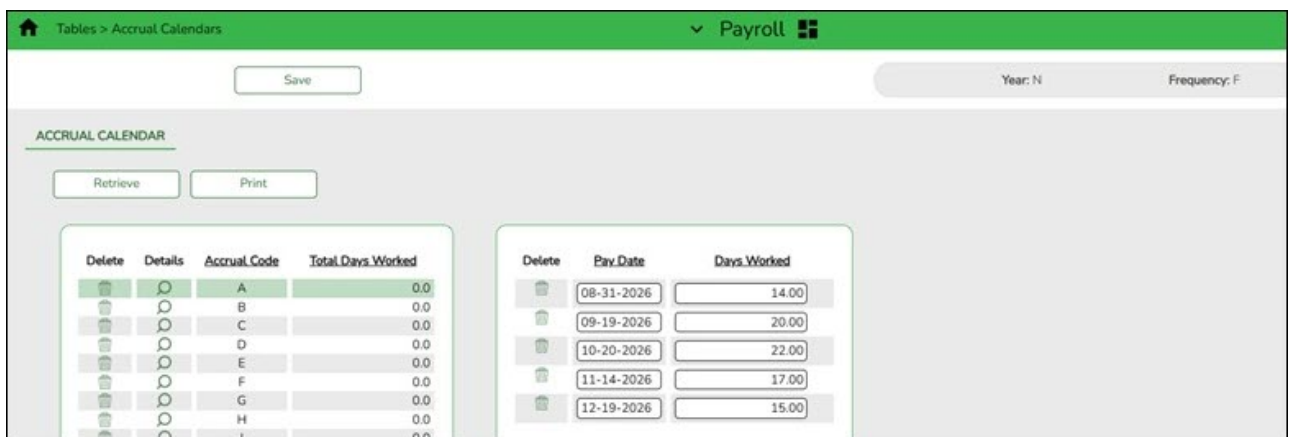 Tables > Accrual Calendars
Payroll
Save
Year: N
Frequency: F
ACCRUAL CALENDAR
Retrieve
Print
Delete Details Accrual Code Total Days Worked
A 0.0
B 0.0
C 0.0
D 0.0
E 0.0
F 0.0
G 0.0
H 0.0
Delete Pay Date Days Worked
08-31-2026 14.00
09-19-2026 20.00
10-20-2026 22.00
11-14-2026 17.00
12-19-2026 15.00